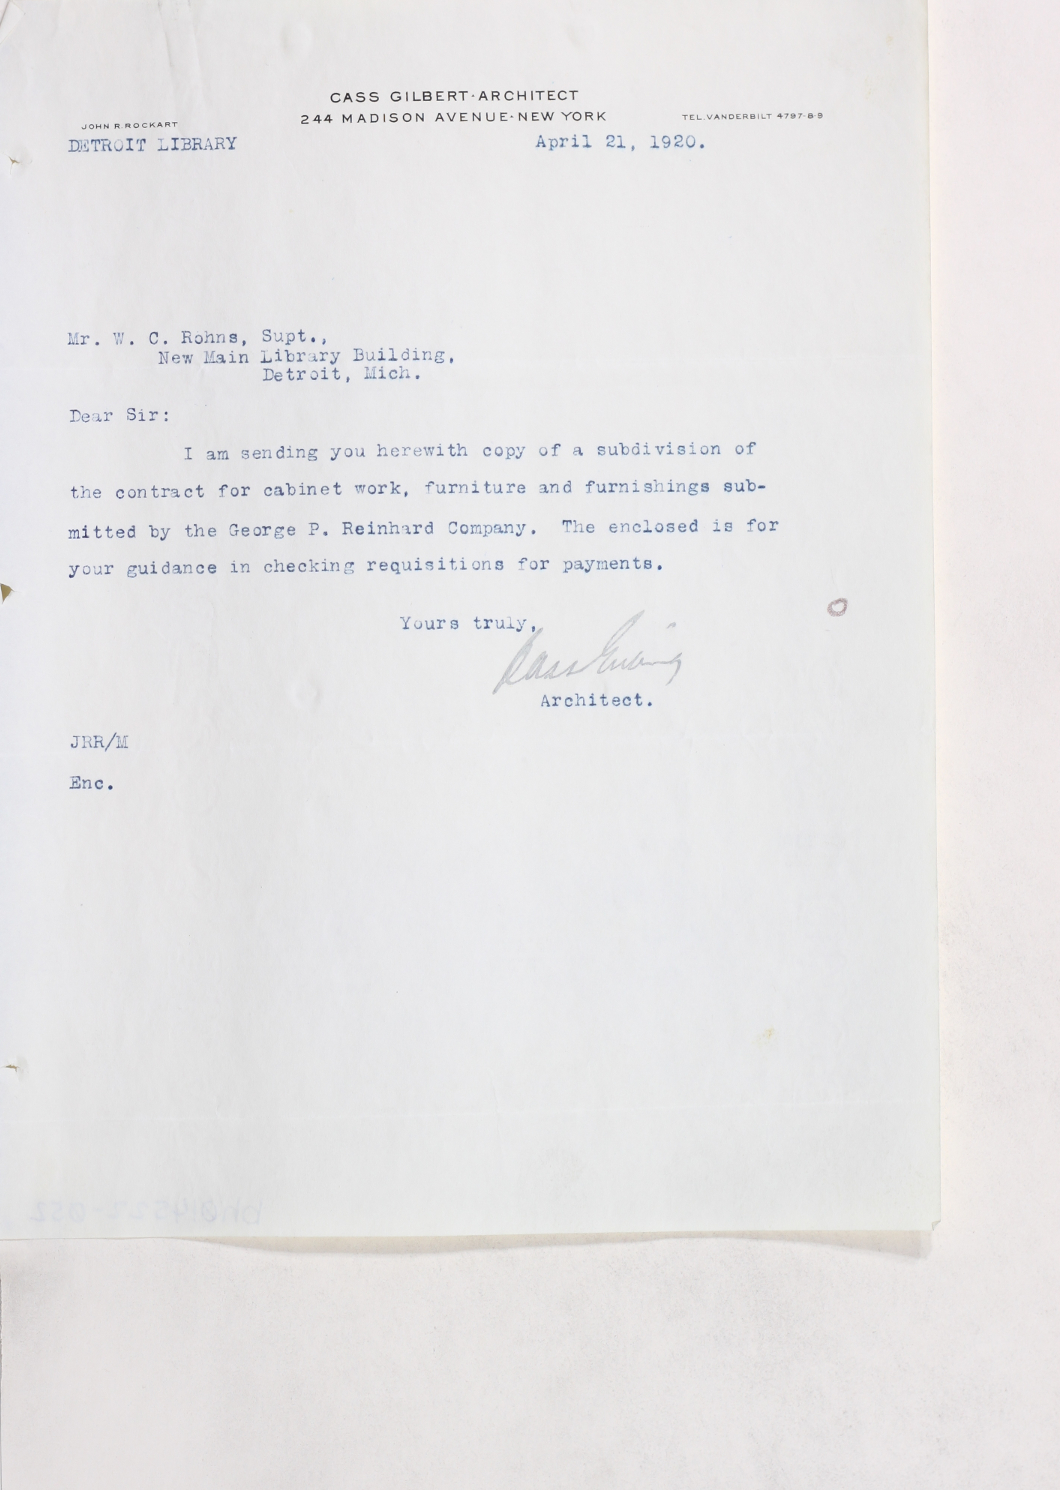 CASS GILBERT·ARCHITECT
244 MADISON AVENUE·NEW YORK
JOHN R. ROCKART
TEL. VANDERBILT 4797-8-9
DETROIT LIBRARY
April 21, 1920.
Mr. W. C. Rohns, Supt.,
New Main Library Building,
Detroit, Mich.
Dear Sir:
I am sending you herewith copy of a subdivision of
the contract for cabinet work, furniture and furnishings sub-
mitted by the George P. Reinhard Company. The enclosed is for
your guidance in checking requisitions for payments.
Yours truly,
Cass Gilbert
Architect.
JRR/M
Enc.